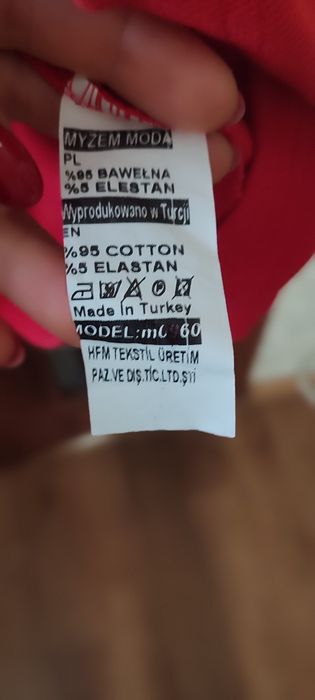 MYZEM MODA
PL
%95 BAWEŁNA
%5 ELESTAN
Wyprodukowano w Turcji
EN
%95 COTTON
%5 ELASTAN
Made In Turkey
MODEL:
HFM TEKSTİL ÜRETİM
PAZ.VE DIŞ.TİC.LTD.ŞTİ